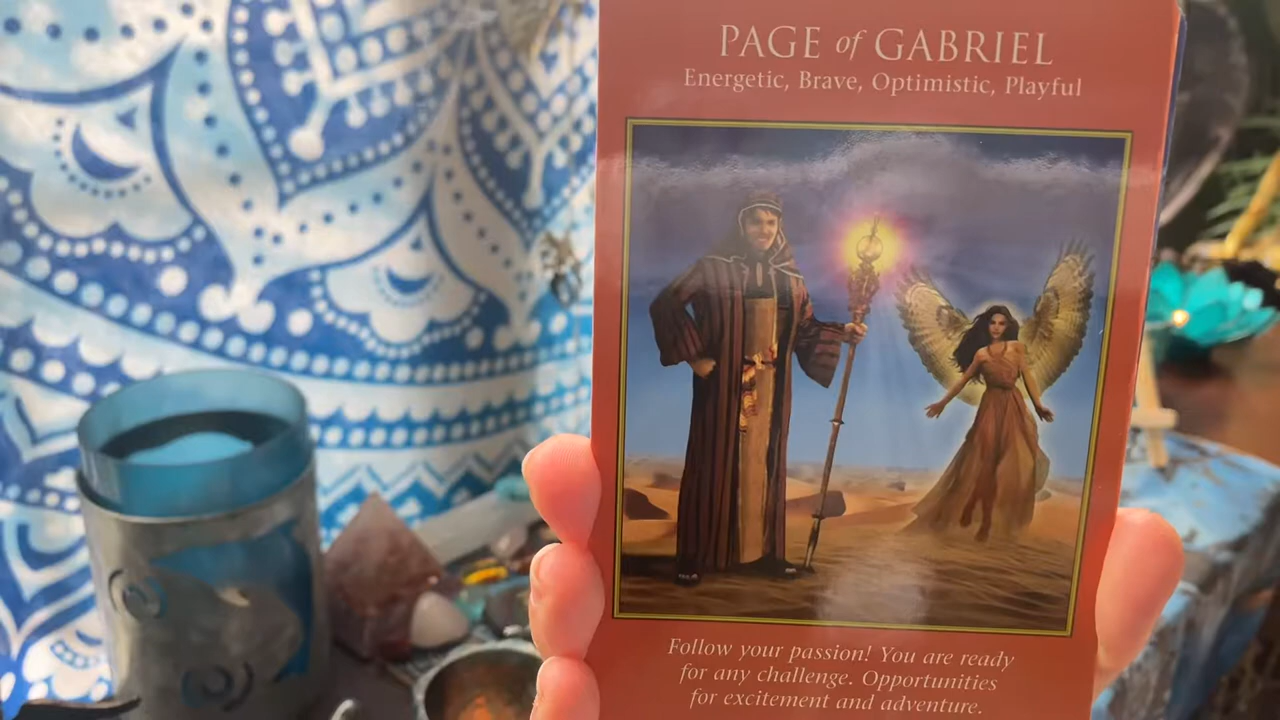 PAGE of GABRIEL
Energetic, Brave, Optimistic, Playful
Follow your passion! You are ready
for any challenge. Opportunities
for excitement and adventure.